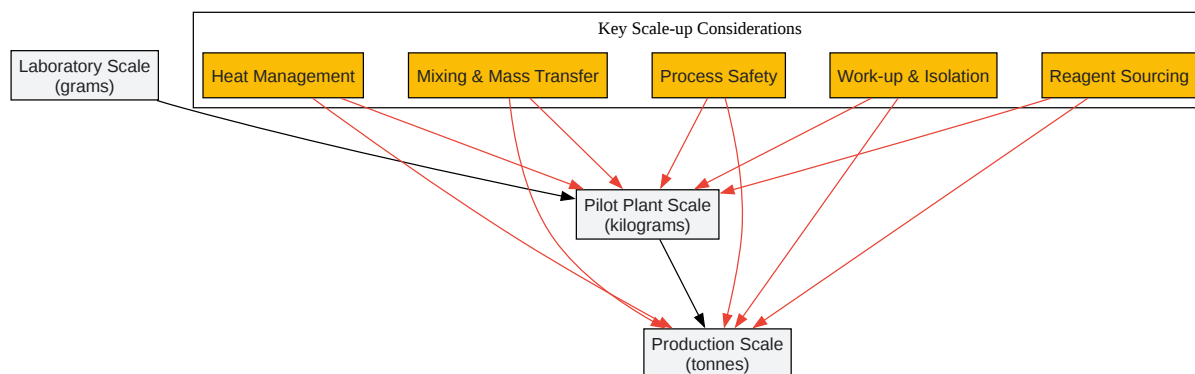 Key Scale-up Considerations
Laboratory Scale
(grams)
Heat Management
Mixing & Mass Transfer
Process Safety
Work-up & Isolation
Reagent Sourcing
Pilot Plant Scale
(kilograms)
Production Scale
(tonnes)